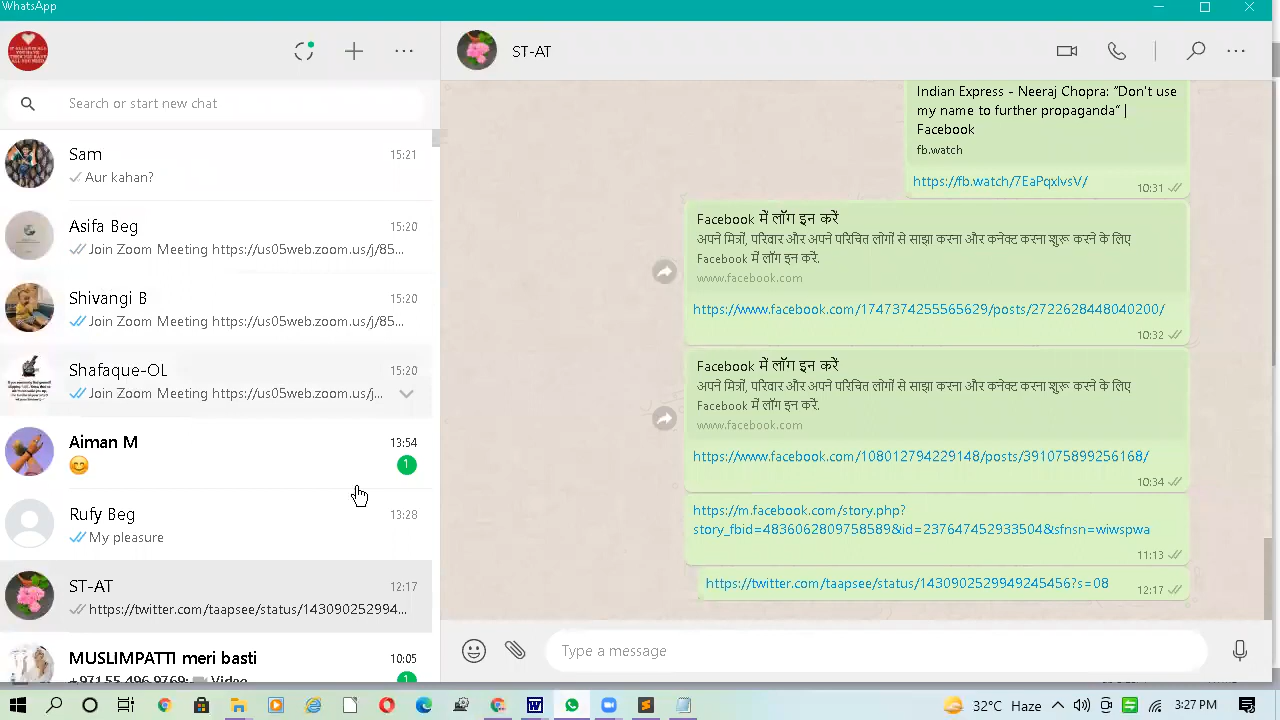 WhatsApp
ST-AT
Search or start new chat
Sam 15:21
Aur kahan?
Asifa Beg 15:20
Join Zoom Meeting https://us05web.zoom.us/j/85...
Shivangi B 15:20
Join Zoom Meeting https://us05web.zoom.us/j/85...
Shafaque-OL 15:20
Join Zoom Meeting https://us05web.zoom.us/j...
Aiman M 13:54
1
Rufy Beg 13:28
My pleasure
ST-AT 12:17
https://twitter.com/taapsee/status/143090252994...
MUSLIMPATTI meri basti 10:05
+971 55 496 9769: Video
1
Indian Express - Neeraj Chopra: “Don't use
my name to further propaganda” |
Facebook
fb.watch
https://fb.watch/7EaPqxlvsV/
10:31
Facebook में लॉग इन करें
अपने मित्रों, परिवार और अपने परिचित लोगों से साझा करना और कनेक्ट करना शुरू करने के लिए
Facebook में लॉग इन करें.
www.facebook.com
https://www.facebook.com/1747374255565629/posts/2722628448040200/
10:32
Facebook में लॉग इन करें
अपने मित्रों, परिवार और अपने परिचित लोगों से साझा करना और कनेक्ट करना शुरू करने के लिए
Facebook में लॉग इन करें.
www.facebook.com
https://www.facebook.com/108012794229148/posts/391075899256168/
10:34
https://m.facebook.com/story.php?
story_fbid=4836062809758589&id=237647452933504&sfnsn=wiwspwa
11:13
https://twitter.com/taapsee/status/1430902529949245456?s=08
12:17
Type a message
32°C Haze 3:27 PM